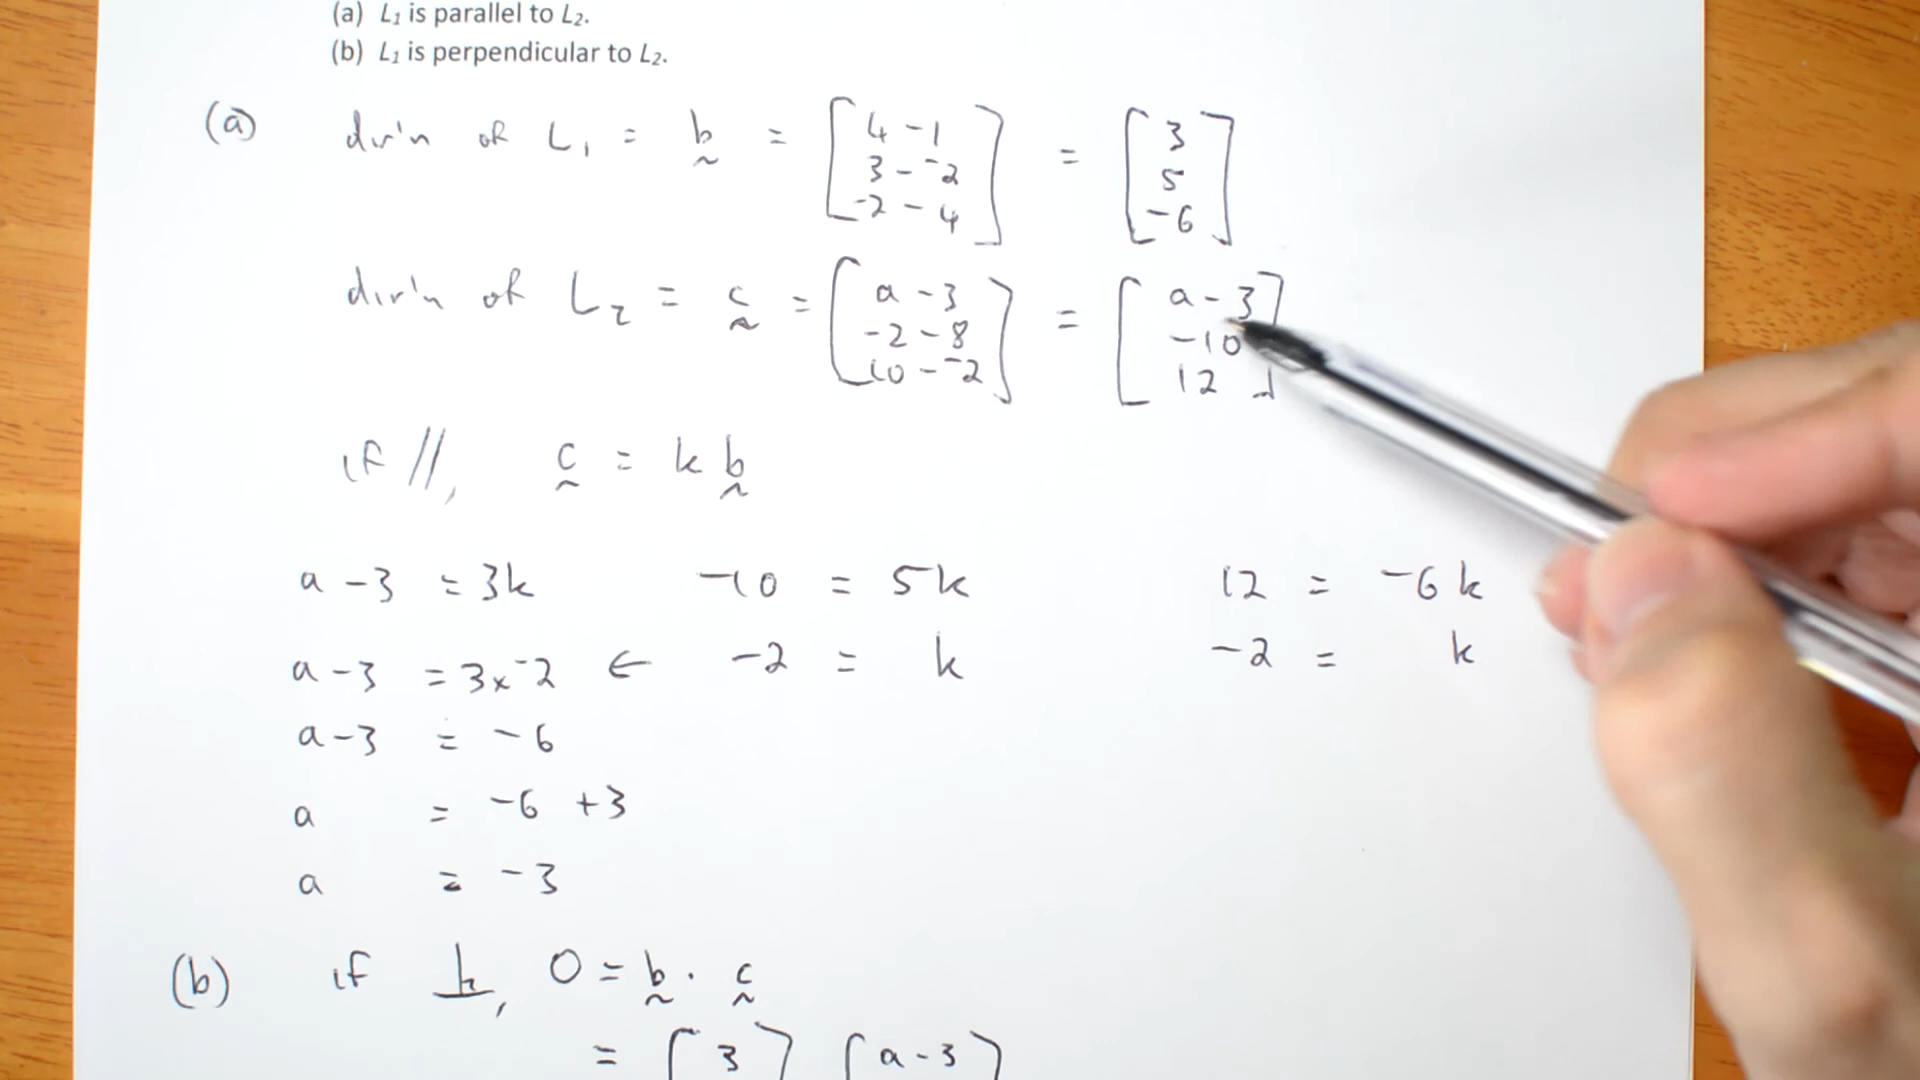 (a) L₁ is parallel to L₂.
(b) L₁ is perpendicular to L₂.
(a) dir'n of L₁ = b = [4 - 1; 3 - ⁻2; -2 - 4] = [3; 5; -6]
dir'n of L₂ = c = [a - 3; -2 - 8; 10 - ⁻2] = [a - 3; -10; 12]
if //, c = k b
a - 3 = 3k -10 = 5k 12 = -6k
a - 3 = 3 x ⁻2 ← -2 = k -2 = k
a - 3 = -6
a = -6 + 3
a = -3
(b) if ⊥, 0 = b · c
= [3 [a - 3]